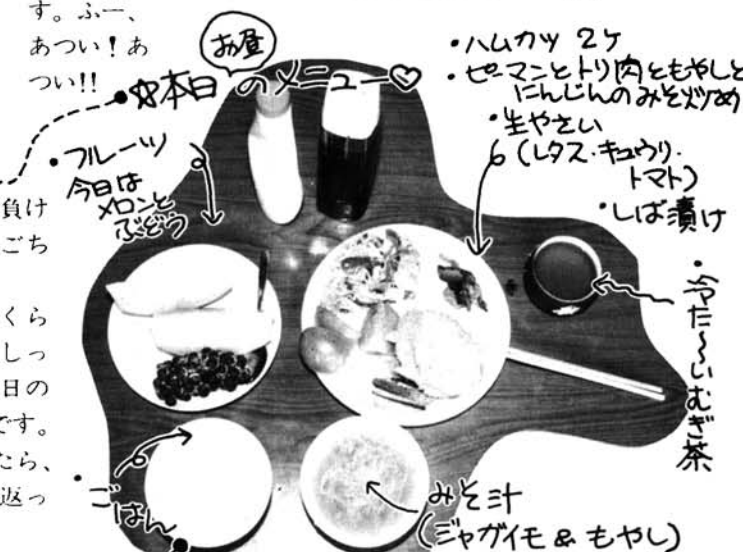 す。ふー、
あつい!あ
つい!!
お昼
☆本日のメニュー♡
・ハムカツ 2ケ
・ピーマンとトリ肉ともやしと
にんじんのみそ炒め
・生やさい
(レタス・キュウリ・
トマト)
・しば漬け
・フルーツ
今日は
メロンと
ぶどう
・冷た〜いむぎ茶
負け
ごち
くら
しっ
日の
です。
たら、
返っ
・ごはん
みそ汁
(ジャガイモ & もやし)